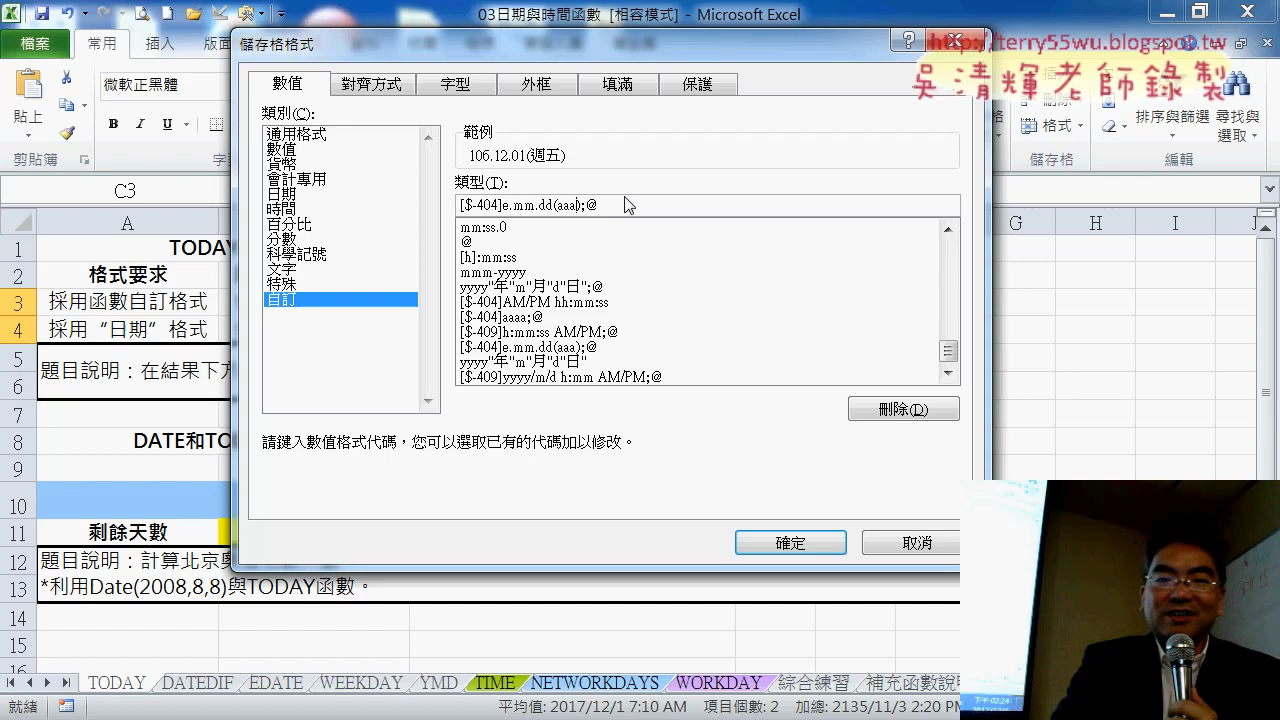 03日期與時間函數 [相容模式] - Microsoft Excel
http://terry55wu.blogspot.tw
吳清輝老師錄製
檔案
常用
插入
版面
貼上
剪貼簿
微軟正黑體
B I U
格式
儲存格
排序與篩選
尋找與
選取
編輯
C3
儲存格格式
數值
對齊方式
字型
外框
填滿
保護
類別(C):
通用格式
數值
貨幣
會計專用
日期
時間
百分比
分數
科學記號
文字
特殊
自訂
範例
106.12.01(週五)
類型(T):
[$-404]e.mm.dd(aaa);@
mm:ss.0
@
[h]:mm:ss
mmm-yyyy
yyyy"年"m"月"d"日";@
[$-404]AM/PM hh:mm:ss
[$-404]aaaa;@
[$-409]h:mm:ss AM/PM;@
[$-404]e.mm.dd(aaa);@
yyyy"年"m"月"d"日"
[$-409]yyyy/m/d h:mm AM/PM;@
刪除(D)
請鍵入數值格式代碼，您可以選取已有的代碼加以修改。
確定
取消
A
G
H
I
1
TODA
2
格式要求
3
採用函數自訂格式
4
採用“日期”格式
5
題目說明：在結果下方
6
7
8
DATE和TO
9
10
11
剩餘天數
12
題目說明：計算北京奧
13
*利用Date(2008,8,8)與TODAY函數。
14
15
16
TODAY
DATEDIF
EDATE
WEEKDAY
YMD
TIME
NETWORKDAYS
WORKDAY
綜合練習
補充函數說明
就緒
平均值: 2017/12/1 7:10 AM
項目個數: 2
加總: 2135/11/3 2:20 PM
下午 02:24